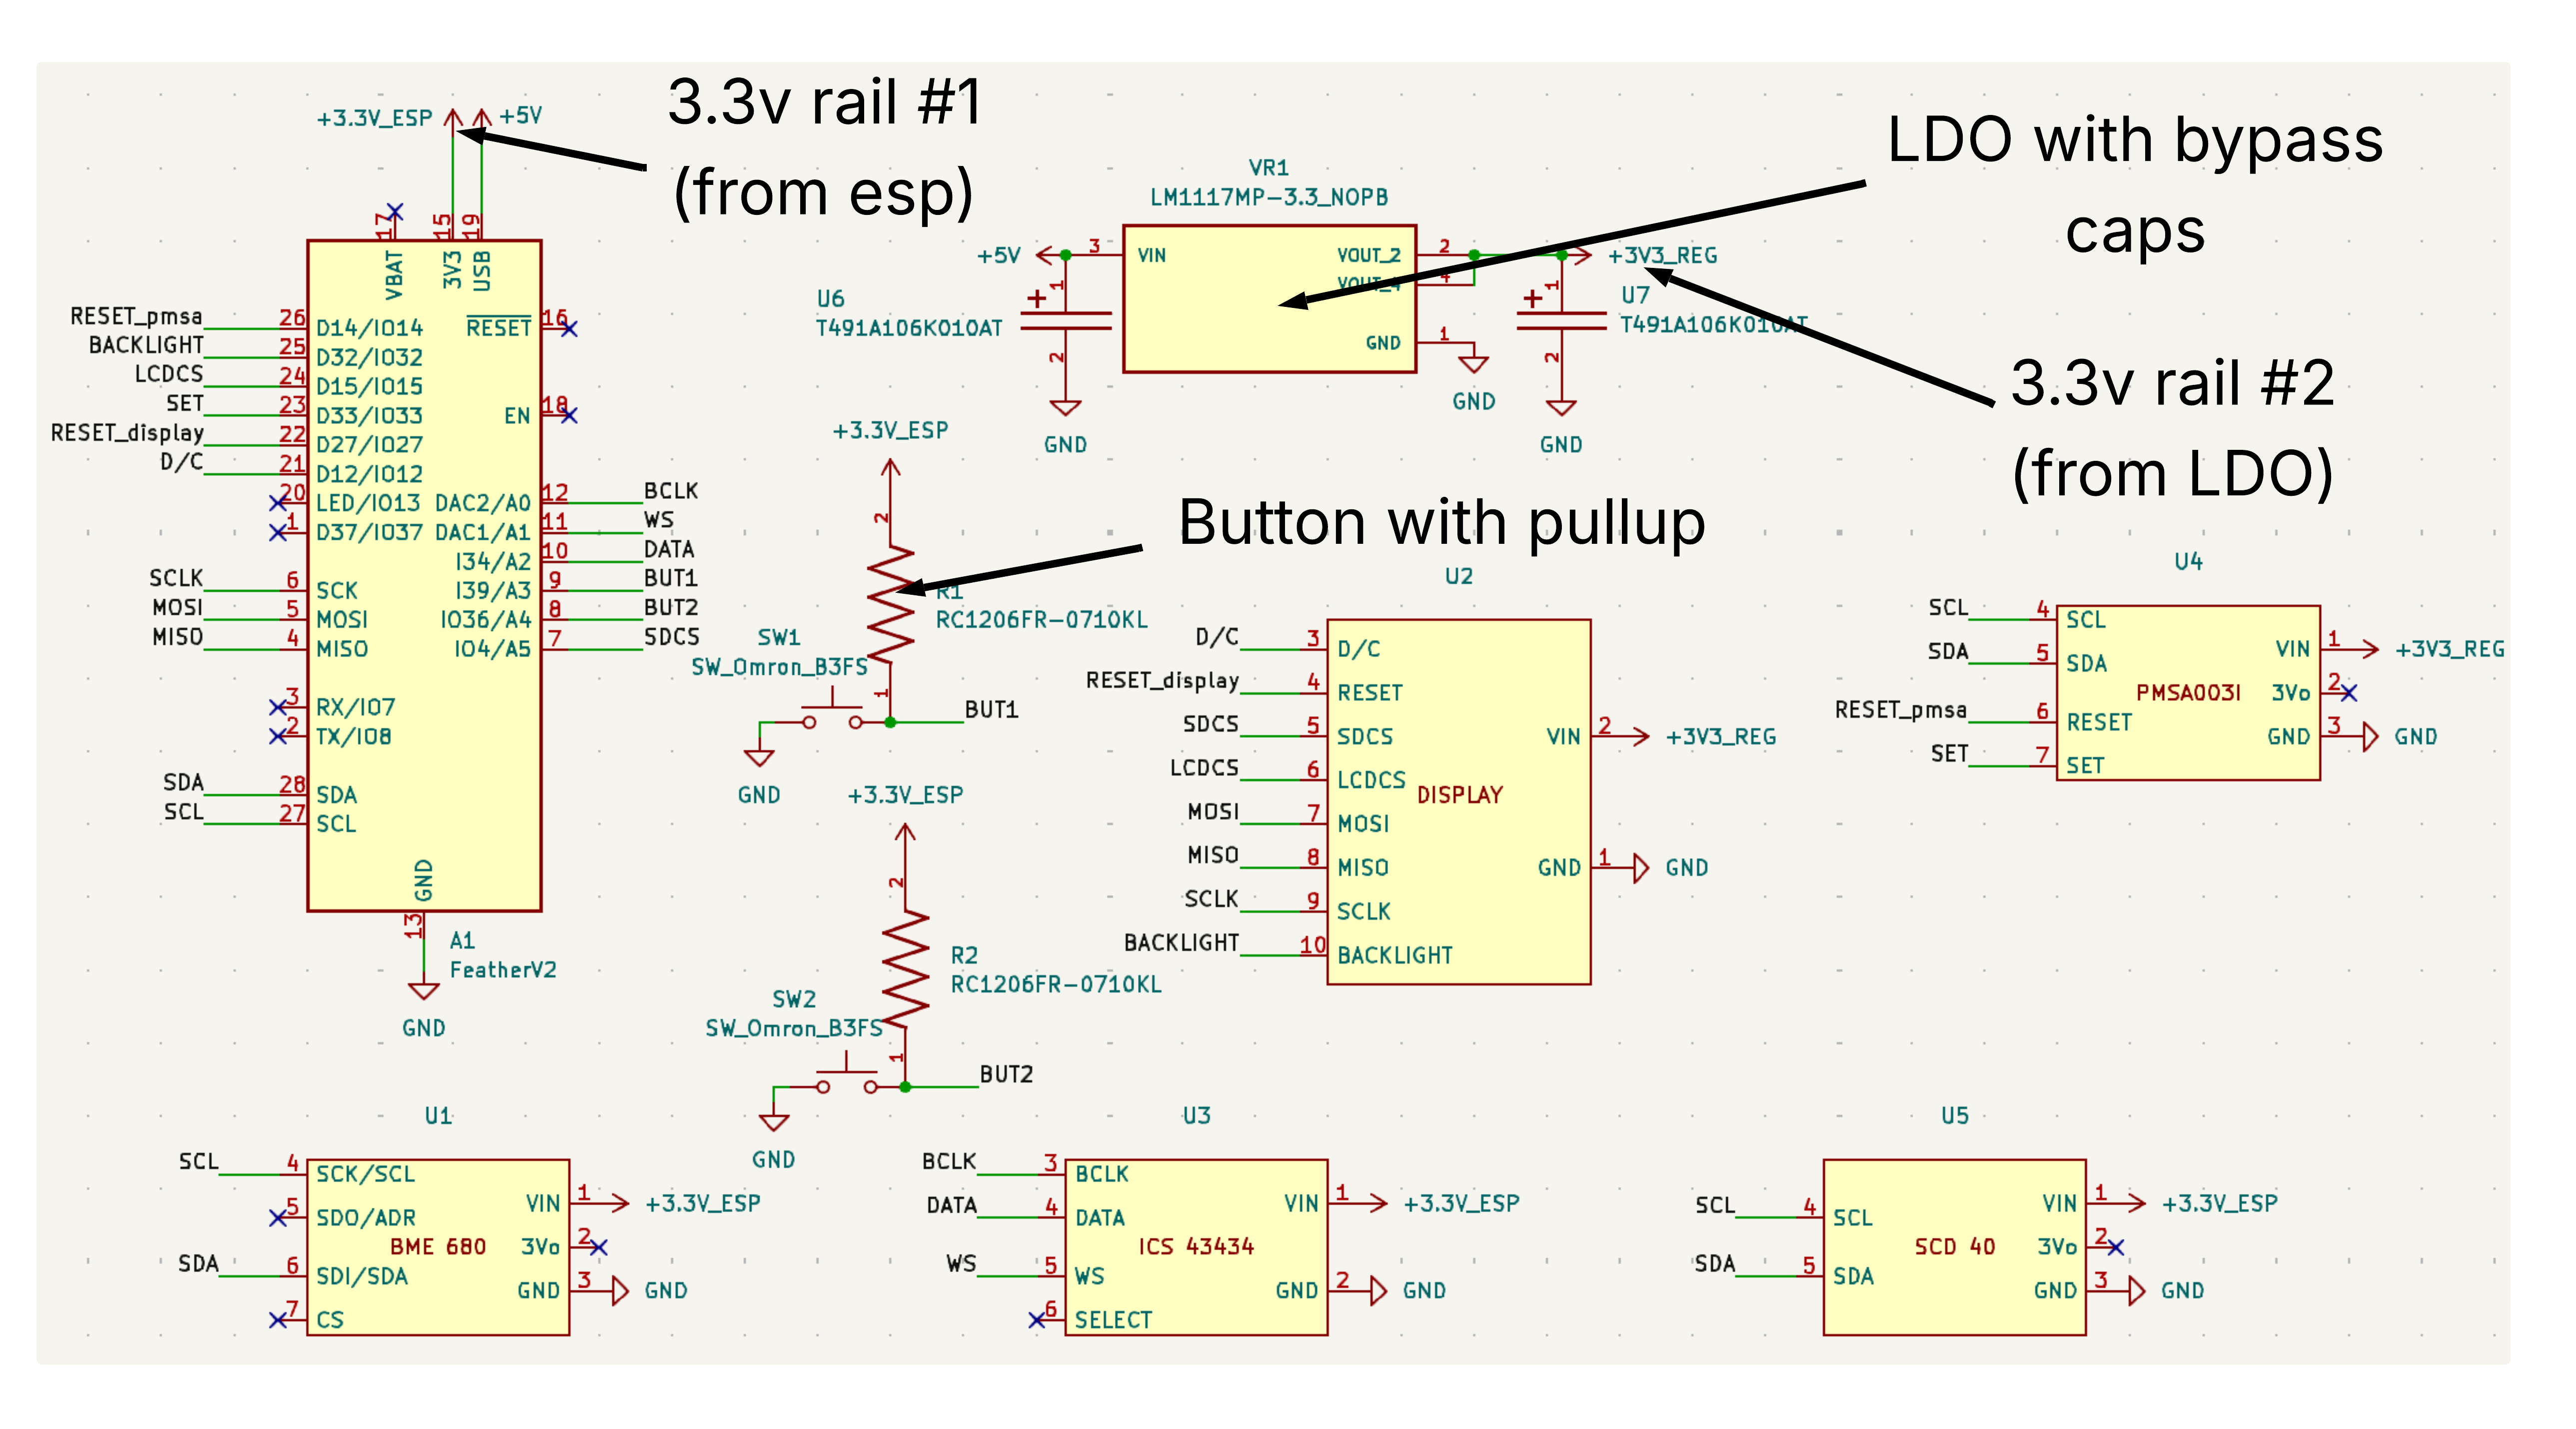 3.3v rail #1
(from esp)
LDO with bypass
caps
3.3v rail #2
(from LDO)
Button with pullup
+3.3V_ESP
+5V
17
15
19
VBAT
3V3
USB
RESET_pmsa
26
D14/IO14
RESET
16
BACKLIGHT
25
D32/IO32
LCDCS
24
D15/IO15
SET
23
D33/IO33
EN
18
RESET_display
22
D27/IO27
D/C
21
D12/IO12
20
LED/IO13
DAC2/A0
12
BCLK
1
D37/IO37
DAC1/A1
11
WS
I34/A2
10
DATA
SCLK
6
SCK
I39/A3
9
BUT1
MOSI
5
MOSI
IO36/A4
8
BUT2
MISO
4
MISO
IO4/A5
7
SDCS
3
RX/IO7
2
TX/IO8
SDA
28
SDA
SCL
27
SCL
GND
13
A1
FeatherV2
GND
VR1
LM1117MP-3.3_NOPB
+5V
3
VIN
VOUT_2
2
+3V3_REG
VOUT_4
4
GND
1
GND
U6
T491A106K010AT
+
1
2
GND
U7
T491A106K010AT
+
1
2
GND
+3.3V_ESP
2
R1
RC1206FR-0710KL
1
SW1
SW_Omron_B3FS
BUT1
GND
+3.3V_ESP
2
R2
RC1206FR-0710KL
1
SW2
SW_Omron_B3FS
BUT2
GND
U2
D/C
3
D/C
RESET_display
4
RESET
SDCS
5
SDCS
VIN
2
+3V3_REG
LCDCS
6
LCDCS
DISPLAY
MOSI
7
MOSI
MISO
8
MISO
GND
1
GND
SCLK
9
SCLK
BACKLIGHT
10
BACKLIGHT
U4
SCL
4
SCL
VIN
1
+3V3_REG
SDA
5
SDA
PMSA003I
3Vo
2
RESET_pmsa
6
RESET
GND
3
GND
SET
7
SET
U1
SCL
4
SCK/SCL
VIN
1
+3.3V_ESP
5
SDO/ADR
BME 680
3Vo
2
SDA
6
SDI/SDA
GND
3
GND
7
CS
U3
BCLK
3
BCLK
VIN
1
+3.3V_ESP
DATA
4
DATA
ICS 43434
WS
5
WS
GND
2
GND
6
SELECT
U5
SCL
4
SCL
VIN
1
+3.3V_ESP
SCD 40
3Vo
2
SDA
5
SDA
GND
3
GND